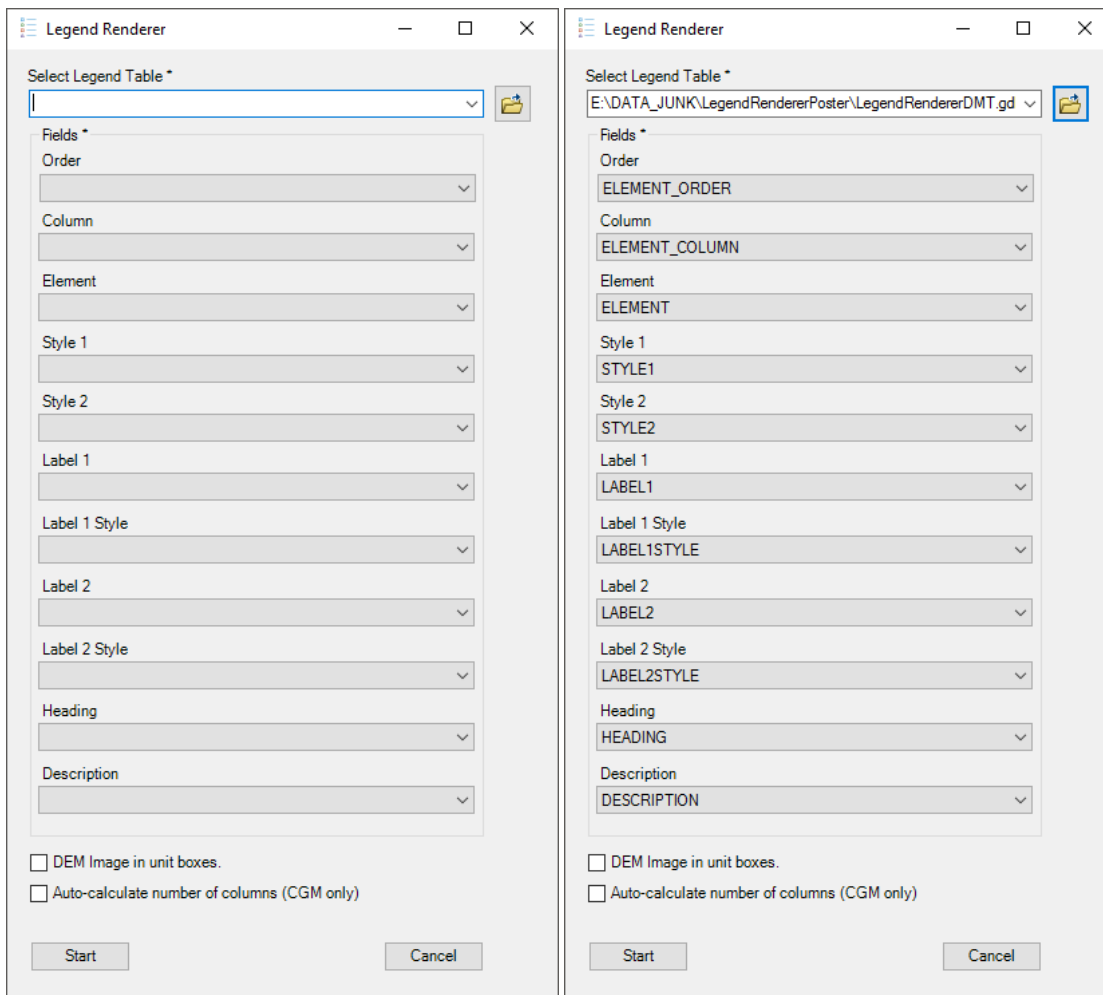 Legend Renderer
Select Legend Table *
Fields *
Order
Column
Element
Style 1
Style 2
Label 1
Label 1 Style
Label 2
Label 2 Style
Heading
Description
DEM Image in unit boxes.
Auto-calculate number of columns (CGM only)
Start
Cancel
Legend Renderer
Select Legend Table *
E:\DATA_JUNK\LegendRendererPoster\LegendRendererDMT.gd
Fields *
Order
ELEMENT_ORDER
Column
ELEMENT_COLUMN
Element
ELEMENT
Style 1
STYLE1
Style 2
STYLE2
Label 1
LABEL1
Label 1 Style
LABEL1STYLE
Label 2
LABEL2
Label 2 Style
LABEL2STYLE
Heading
HEADING
Description
DESCRIPTION
DEM Image in unit boxes.
Auto-calculate number of columns (CGM only)
Start
Cancel